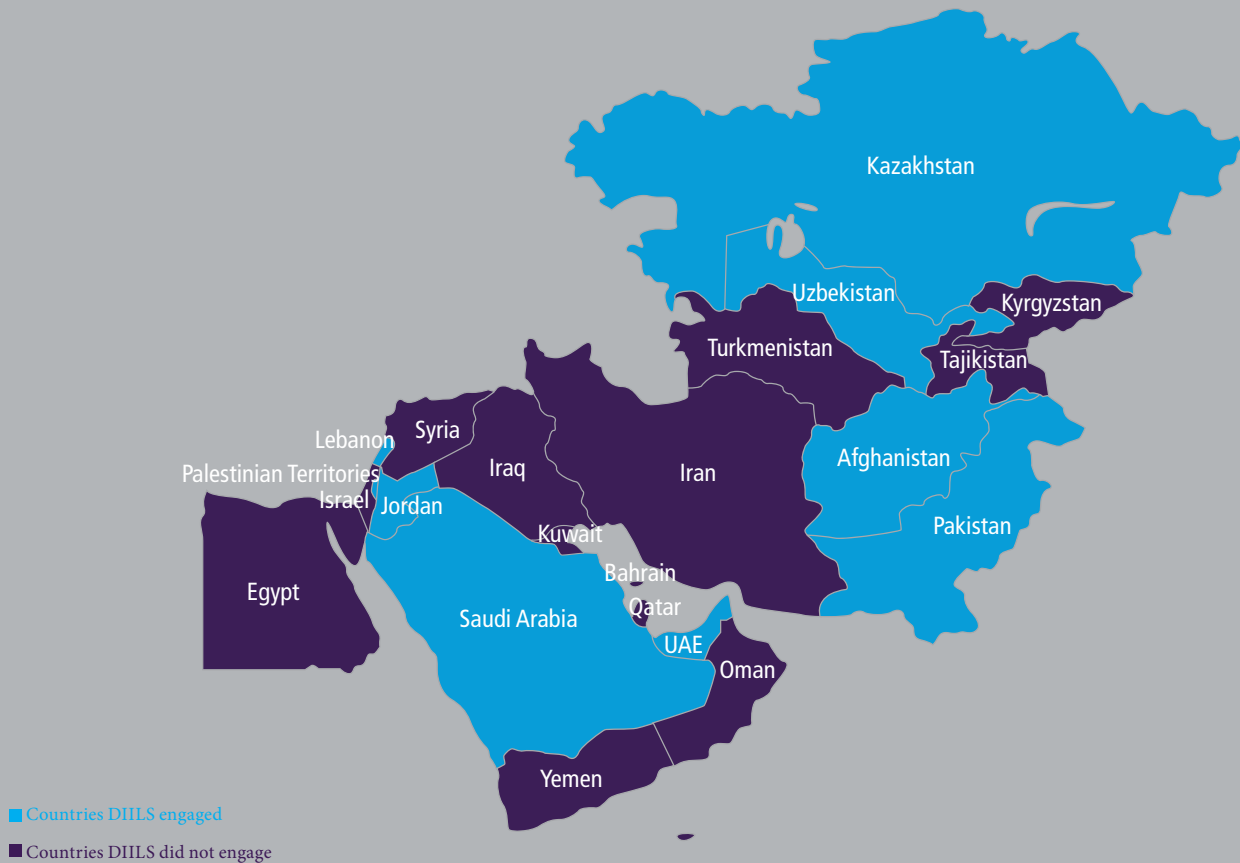 Kazakhstan
Uzbekistan
Kyrgyzstan
Turkmenistan
Tajikistan
Syria
Lebanon
Afghanistan
Iraq
Iran
Palestinian Territories
Israel
Jordan
Pakistan
Kuwait
Bahrain
Egypt
Qatar
Saudi Arabia
UAE
Oman
Yemen
Countries DIILS engaged
Countries DIILS did not engage